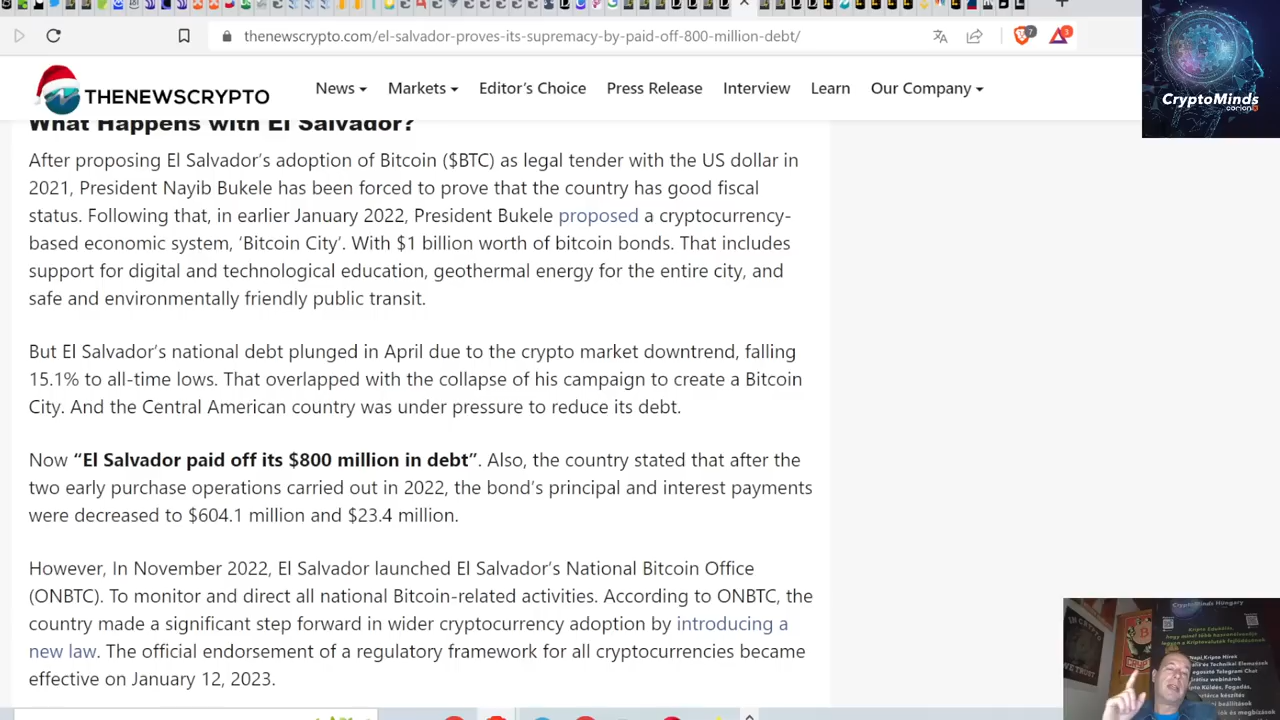 thenewscrypto.com/el-salvador-proves-its-supremacy-by-paid-off-800-million-debt/
7
3
THENEWSCRYPTO
News
Markets
Editor's Choice
Press Release
Interview
Learn
Our Company
CryptoMinds
What Happens with El Salvador?
After proposing El Salvador's adoption of Bitcoin ($BTC) as legal tender with the US dollar in
2021, President Nayib Bukele has been forced to prove that the country has good fiscal
status. Following that, in earlier January 2022, President Bukele proposed a cryptocurrency-
based economic system, 'Bitcoin City'. With $1 billion worth of bitcoin bonds. That includes
support for digital and technological education, geothermal energy for the entire city, and
safe and environmentally friendly public transit.
But El Salvador's national debt plunged in April due to the crypto market downtrend, falling
15.1% to all-time lows. That overlapped with the collapse of his campaign to create a Bitcoin
City. And the Central American country was under pressure to reduce its debt.
Now “El Salvador paid off its $800 million in debt”. Also, the country stated that after the
two early purchase operations carried out in 2022, the bond's principal and interest payments
were decreased to $604.1 million and $23.4 million.
However, In November 2022, El Salvador launched El Salvador's National Bitcoin Office
(ONBTC). To monitor and direct all national Bitcoin-related activities. According to ONBTC, the
country made a significant step forward in wider cryptocurrency adoption by introducing a
new law. The official endorsement of a regulatory framework for all cryptocurrencies became
effective on January 12, 2023.
CryptoMinds Hungary
Kripto Edukálás,